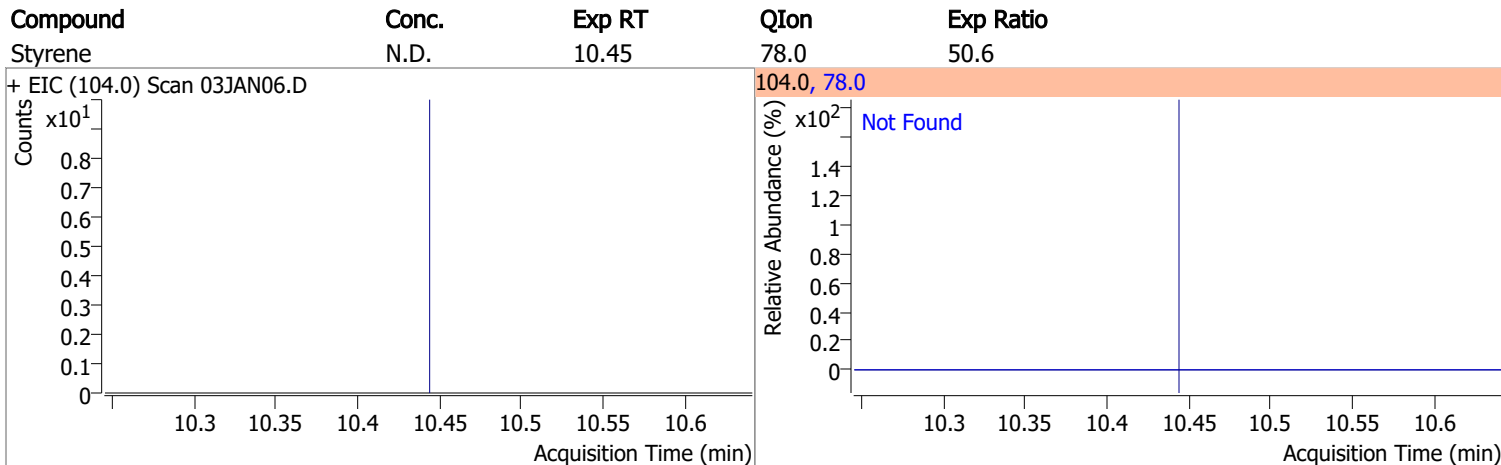 Compound Conc. Exp RT QIon Exp Ratio
Styrene N.D. 10.45 78.0 50.6
+ EIC (104.0) Scan 03JAN06.D
Counts
x10¹
0.8
0.7
0.6
0.5
0.4
0.3
0.2
0.1
0
10.3 10.35 10.4 10.45 10.5 10.55 10.6
Acquisition Time (min)
104.0, 78.0
Relative Abundance (%)
x10²
Not Found
1.4
1.2
1
0.8
0.6
0.4
0.2
0
10.3 10.35 10.4 10.45 10.5 10.55 10.6
Acquisition Time (min)